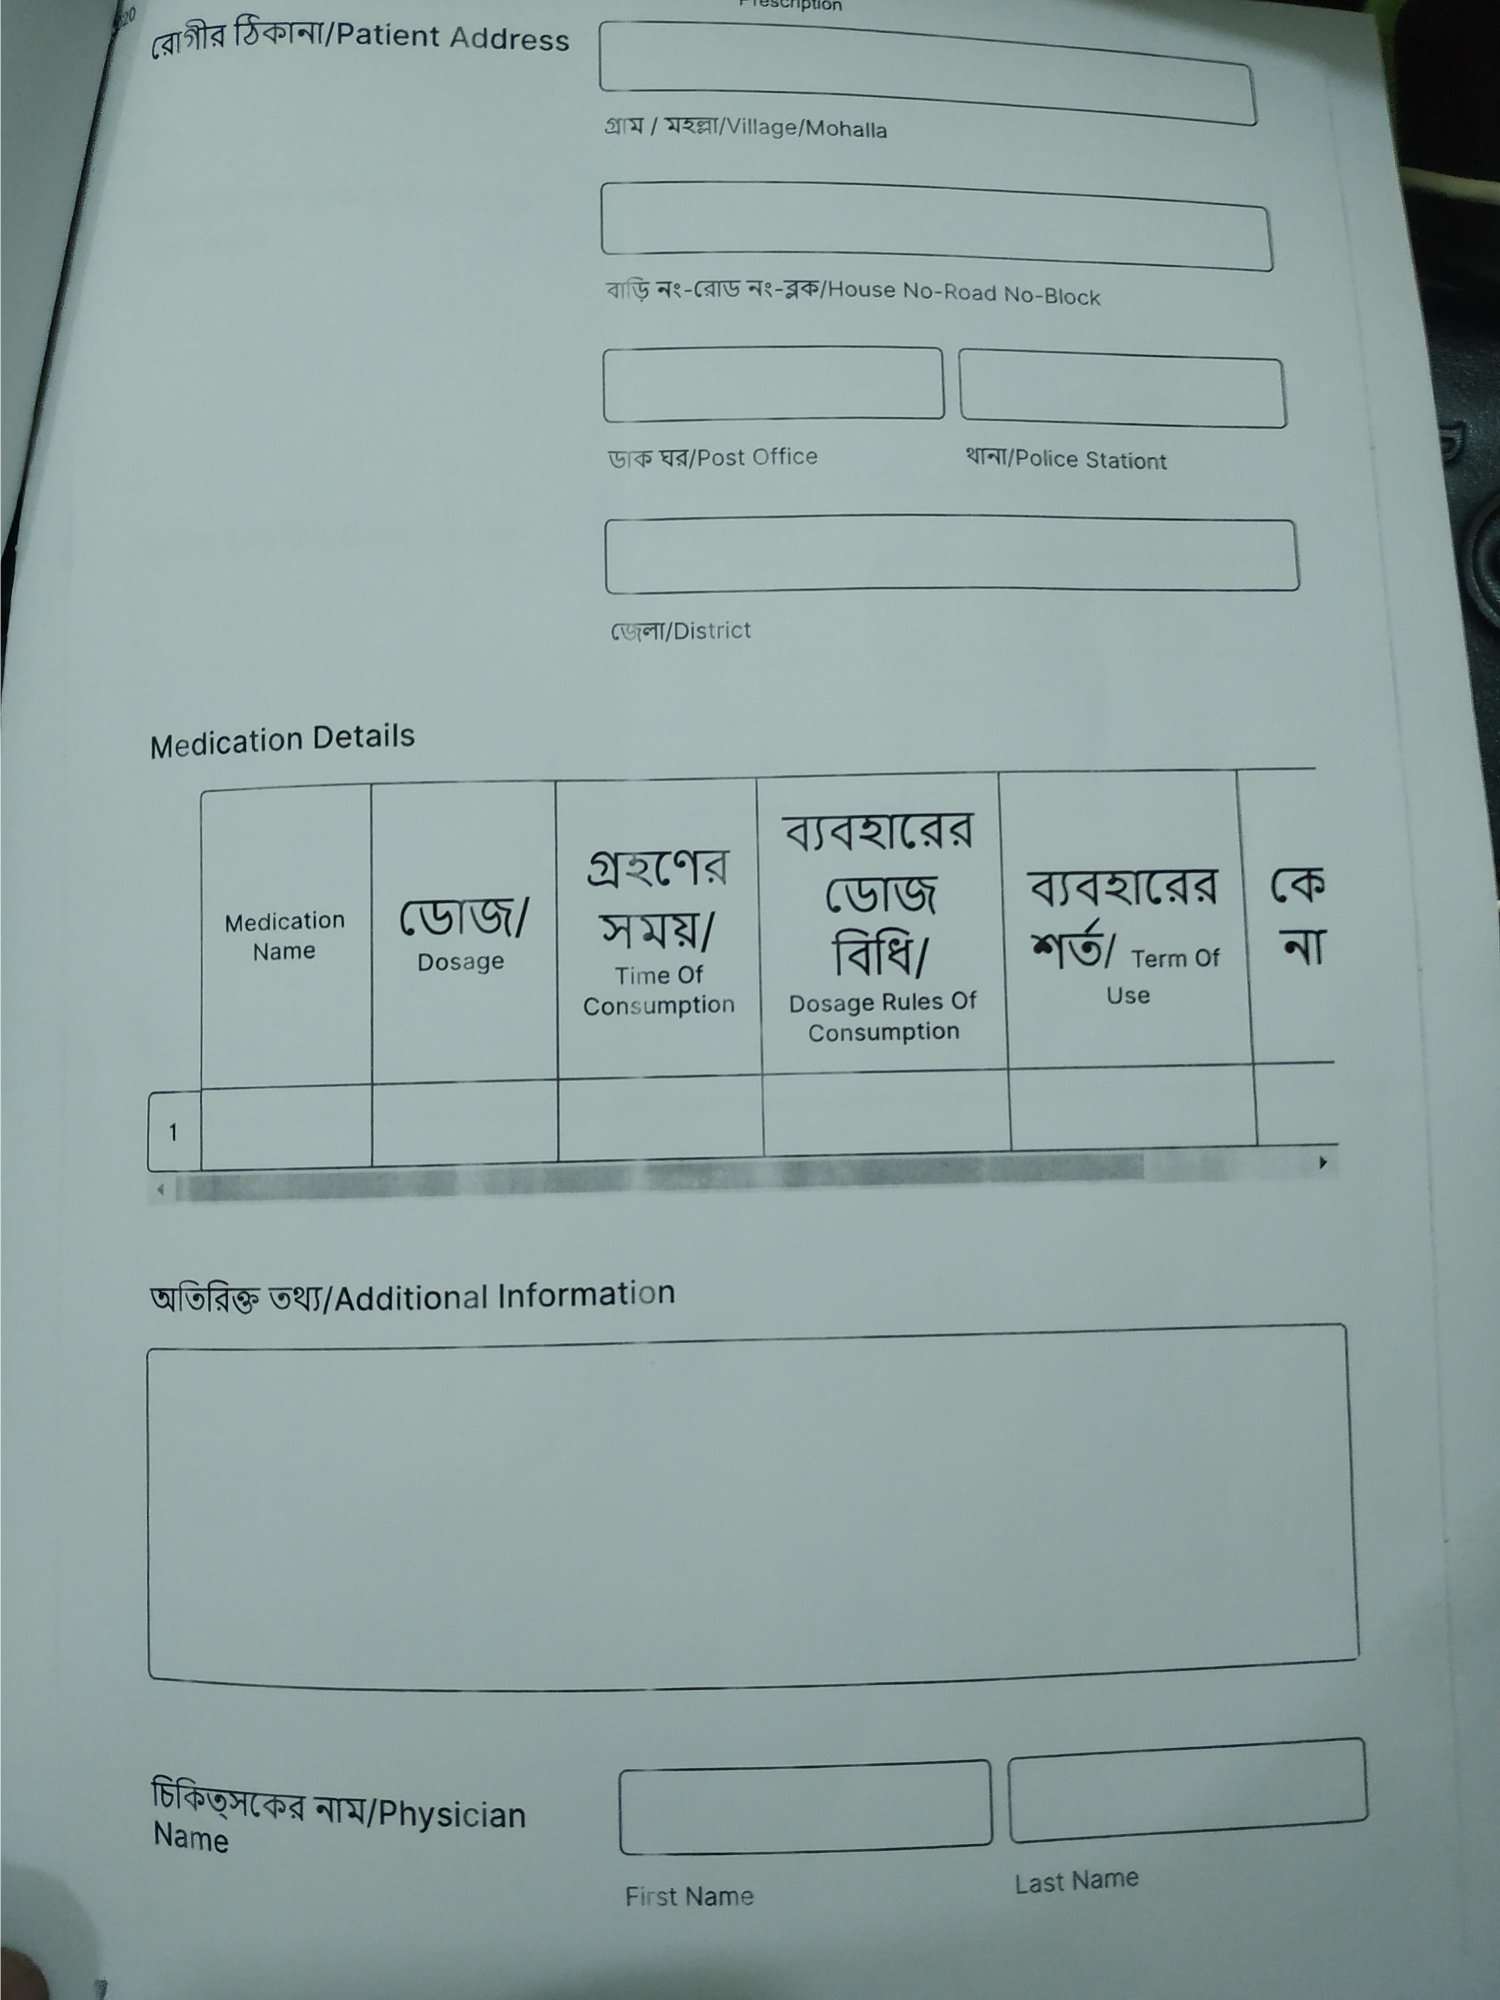 Prescription
20
রোগীর ঠিকানা/Patient Address
গ্রাম / মহল্লা/Village/Mohalla
বাড়ি নং-রোড নং-ব্লক/House No-Road No-Block
ডাক ঘর/Post Office
থানা/Police Stationt
জেলা/District
Medication Details
Medication
Name
ডোজ/
Dosage
গ্রহণের
সময়/
Time Of
Consumption
ব্যবহারের
ডোজ
বিধি/
Dosage Rules Of
Consumption
ব্যবহারের
শর্ত/ Term Of
Use
কে
না
1
অতিরিক্ত তথ্য/Additional Information
চিকিত্সকের নাম/Physician
Name
First Name
Last Name